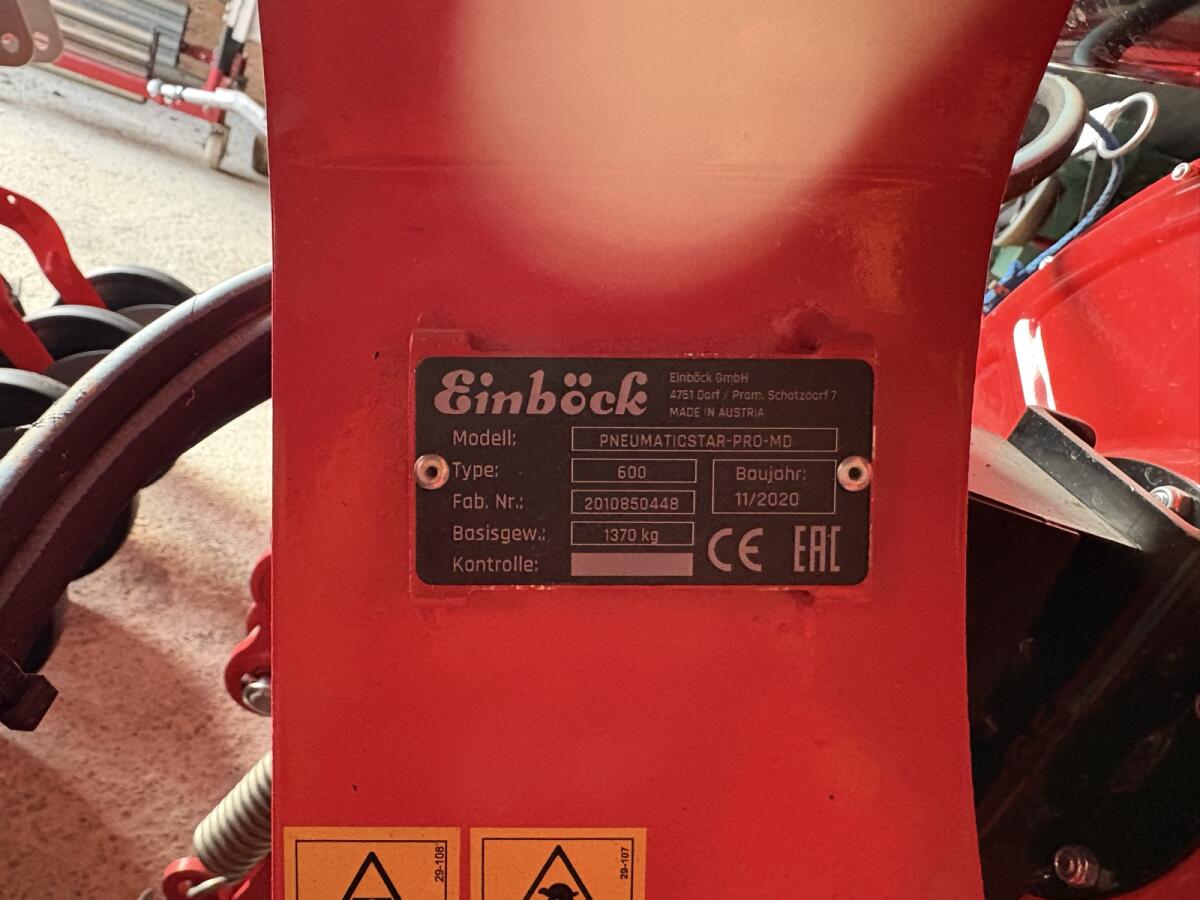 Einböck
Einböck GmbH
4751 Dorf / Pram, Schatzdorf 7
MADE IN AUSTRIA
Modell: PNEUMATICSTAR-PRO-MD
Type: 600
Baujahr:
11/2020
Fab. Nr.: 2010850448
Basisgew.: 1370 kg
Kontrolle:
CE EAC
29-108
29-107